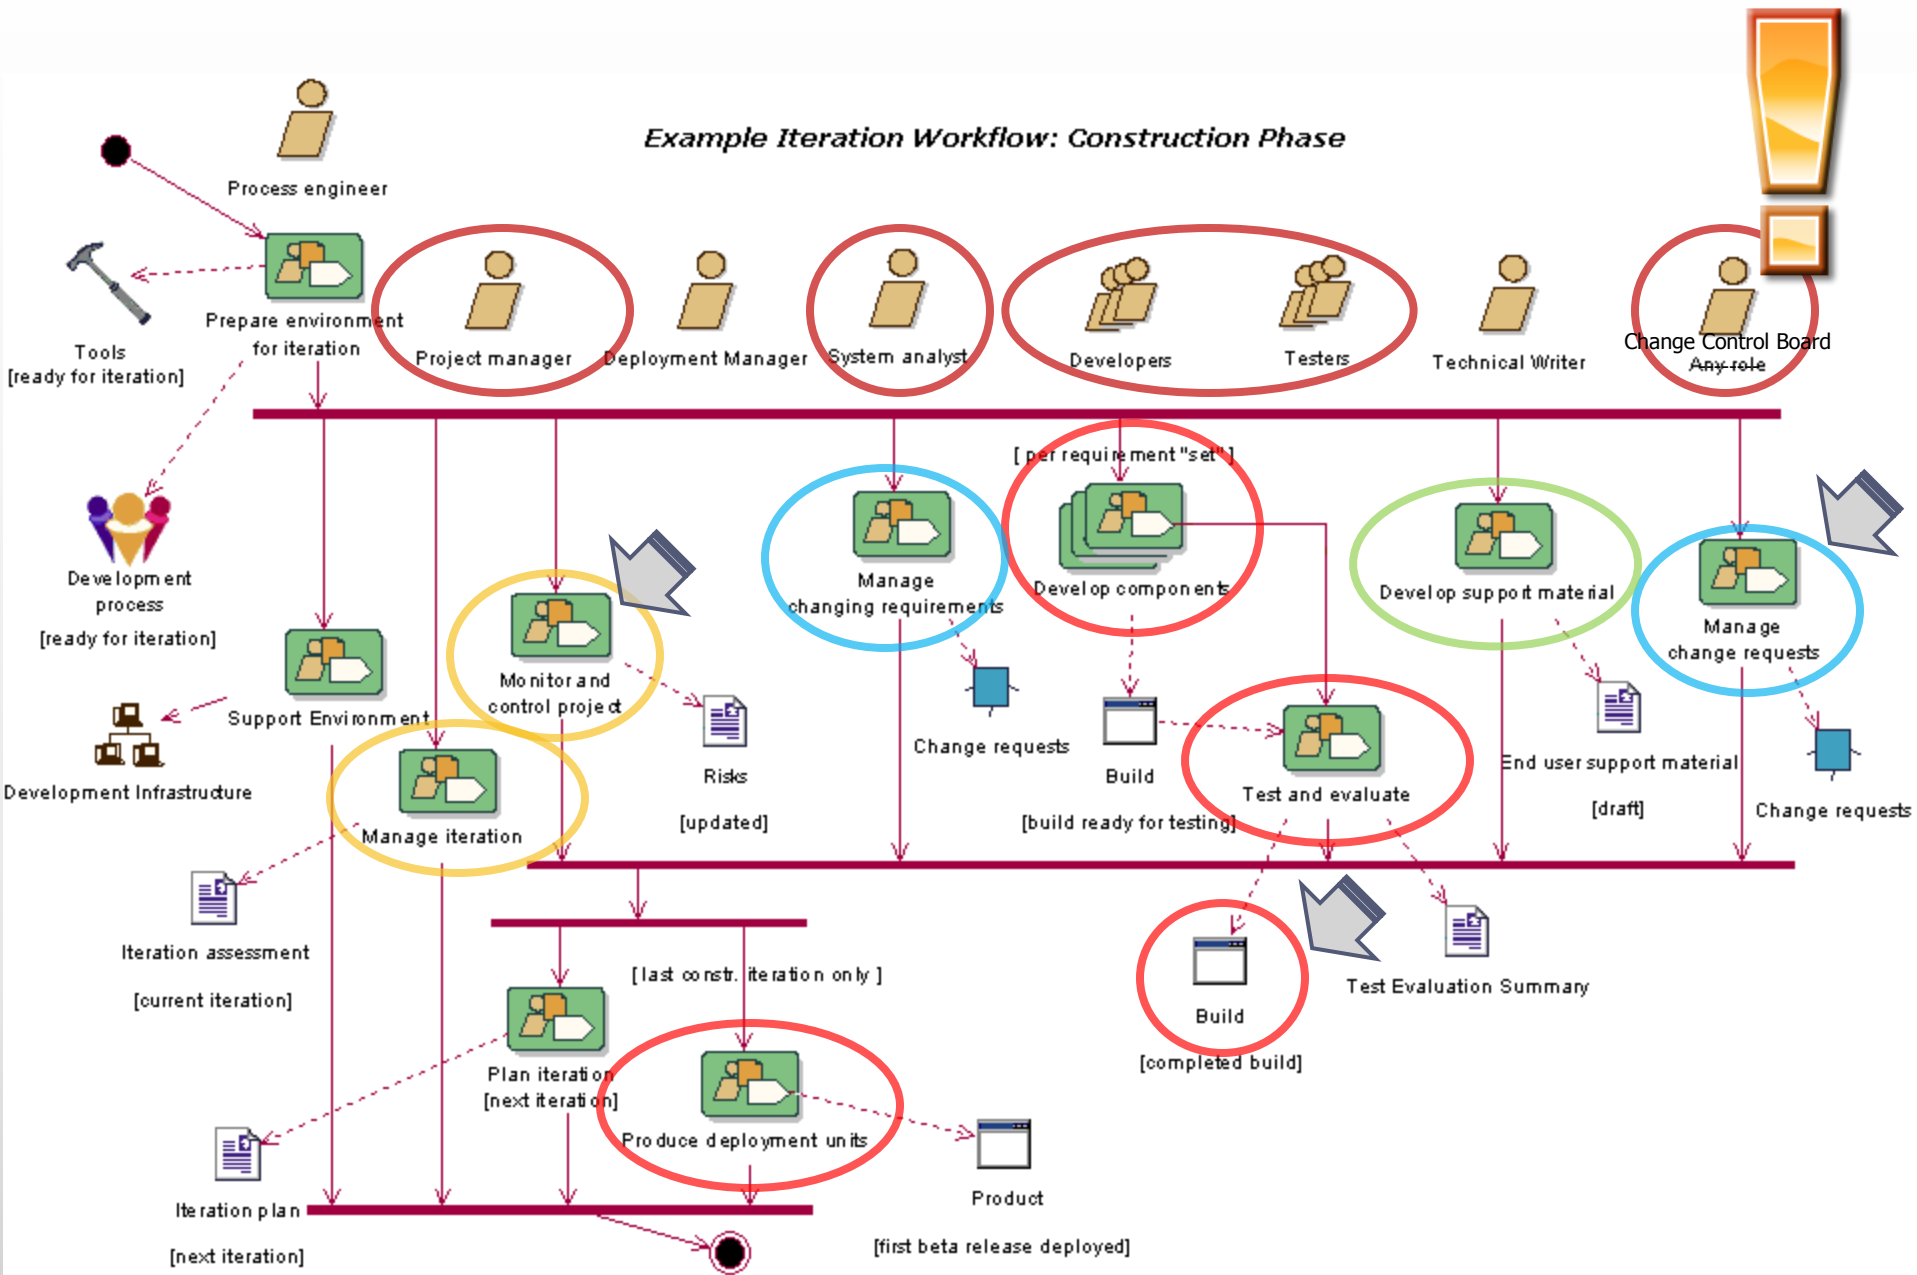 Example Iteration Workflow: Construction Phase
Process engineer
Prepare environment
for iteration
Tools
[ready for iteration]
Project manager
Deployment Manager
System analyst
Developers
Testers
Technical Writer
Change Control Board
Any role
[ per requirement "set" ]
Development
process
[ready for iteration]
Support Environment
Development Infrastructure
Monitor and
control project
Risks
[updated]
Manage iteration
Manage
changing requirements
Change requests
Develop components
Build
[build ready for testing]
Test and evaluate
Develop support material
End user support material
[draft]
Manage
change requests
Change requests
Iteration assessment
[current iteration]
[ last constr. iteration only ]
Build
[completed build]
Test Evaluation Summary
Plan iteration
[next iteration]
Produce deployment units
Product
[first beta release deployed]
Iteration plan
[next iteration]